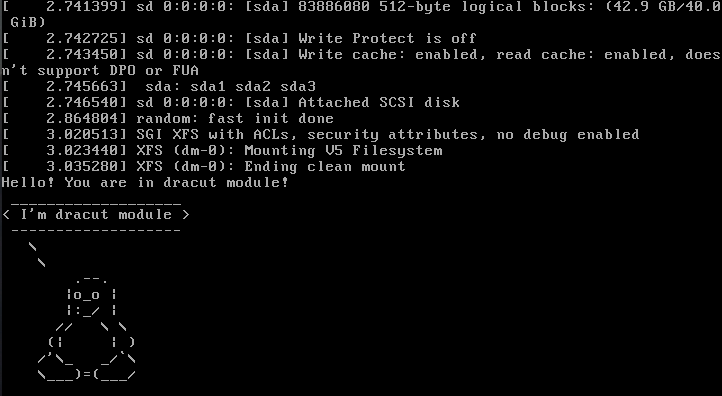 [    2.741399] sd 0:0:0:0: [sda] 83886080 512-byte logical blocks: (42.9 GB/40.0
 GiB)
[    2.742725] sd 0:0:0:0: [sda] Write Protect is off
[    2.743450] sd 0:0:0:0: [sda] Write cache: enabled, read cache: enabled, does
n't support DPO or FUA
[    2.745663]  sda: sda1 sda2 sda3
[    2.746540] sd 0:0:0:0: [sda] Attached SCSI disk
[    2.864804] random: fast init done
[    3.020513] SGI XFS with ACLs, security attributes, no debug enabled
[    3.023440] XFS (dm-0): Mounting V5 Filesystem
[    3.035280] XFS (dm-0): Ending clean mount
Hello! You are in dracut module!
 ___________________
< I'm dracut module >
 -------------------
   \
    \
        .--.
       |o_o |
       |:_/ |
      //   \ \
     (|     | )
    /'\_   _/`\
    \___)=(___/